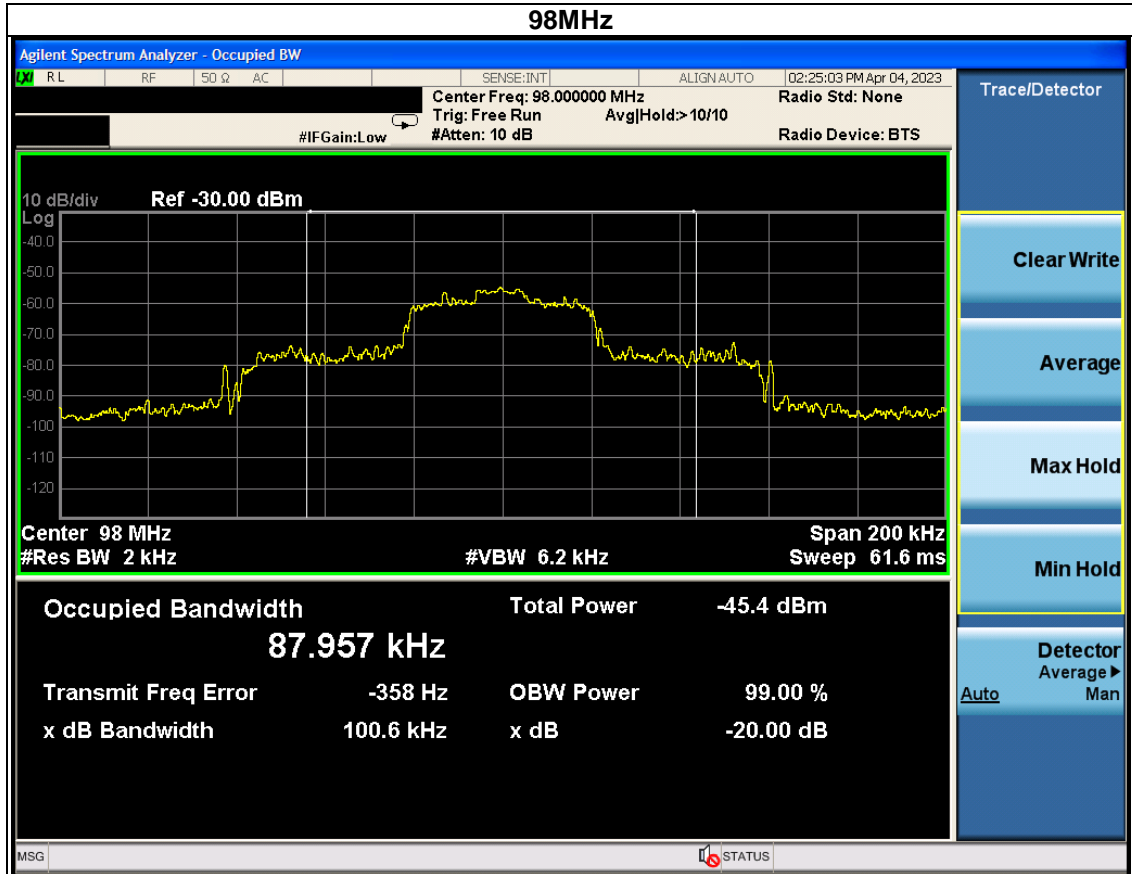 98MHz
Agilent Spectrum Analyzer - Occupied BW
LXI RL RF 50 Ω AC SENSE:INT ALIGN AUTO 02:25:03 PM Apr 04, 2023
Center Freq: 98.000000 MHz Radio Std: None
Trig: Free Run Avg|Hold:>10/10
#IFGain:Low #Atten: 10 dB Radio Device: BTS
Trace/Detector
10 dB/div Ref -30.00 dBm
Log
-40.0
-50.0
-60.0
-70.0
-80.0
-90.0
-100
-110
-120
Center 98 MHz Span 200 kHz
#Res BW 2 kHz #VBW 6.2 kHz Sweep 61.6 ms
Occupied Bandwidth Total Power -45.4 dBm
87.957 kHz
Transmit Freq Error -358 Hz OBW Power 99.00 %
x dB Bandwidth 100.6 kHz x dB -20.00 dB
Clear Write
Average
Max Hold
Min Hold
Detector
Average▶
Auto Man
MSG STATUS